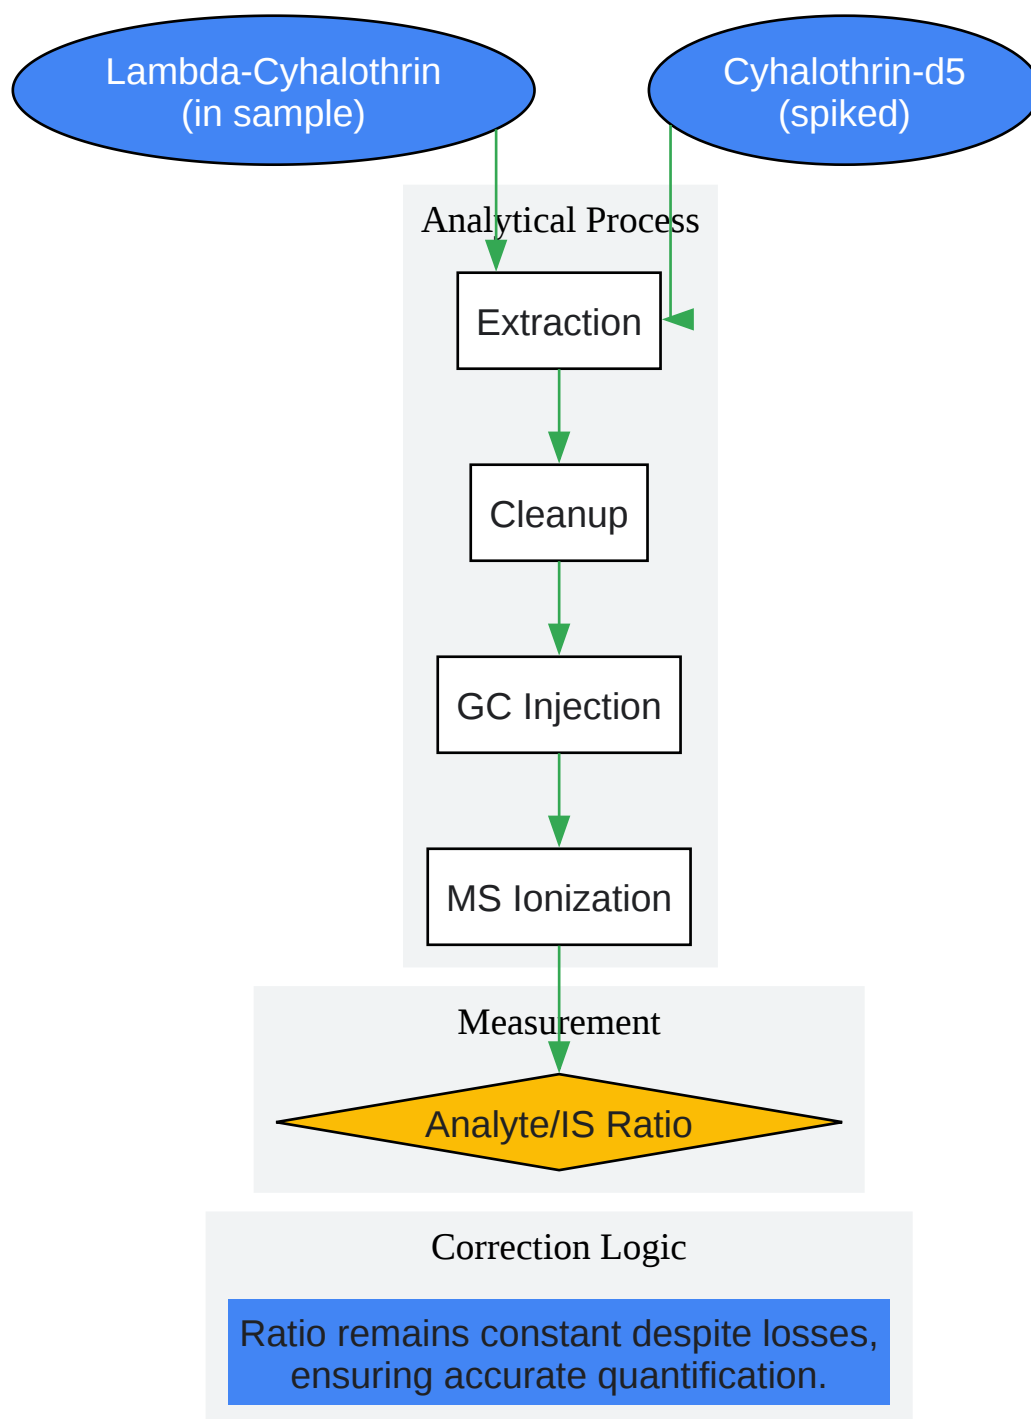 Lambda-Cyhalothrin
(in sample)
Cyhalothrin-d5
(spiked)
Analytical Process
Extraction
Cleanup
GC Injection
MS Ionization
Measurement
Analyte/IS Ratio
Correction Logic
Ratio remains constant despite losses,
ensuring accurate quantification.